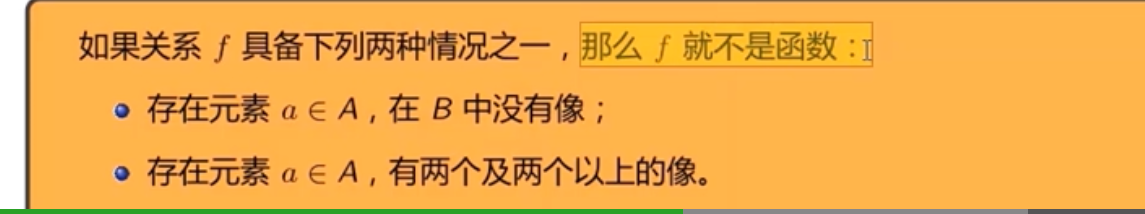 如果关系 f 具备下列两种情况之一，那么 f 就不是函数：
存在元素 a ∈ A，在 B 中没有像；
存在元素 a ∈ A，有两个及两个以上的像。